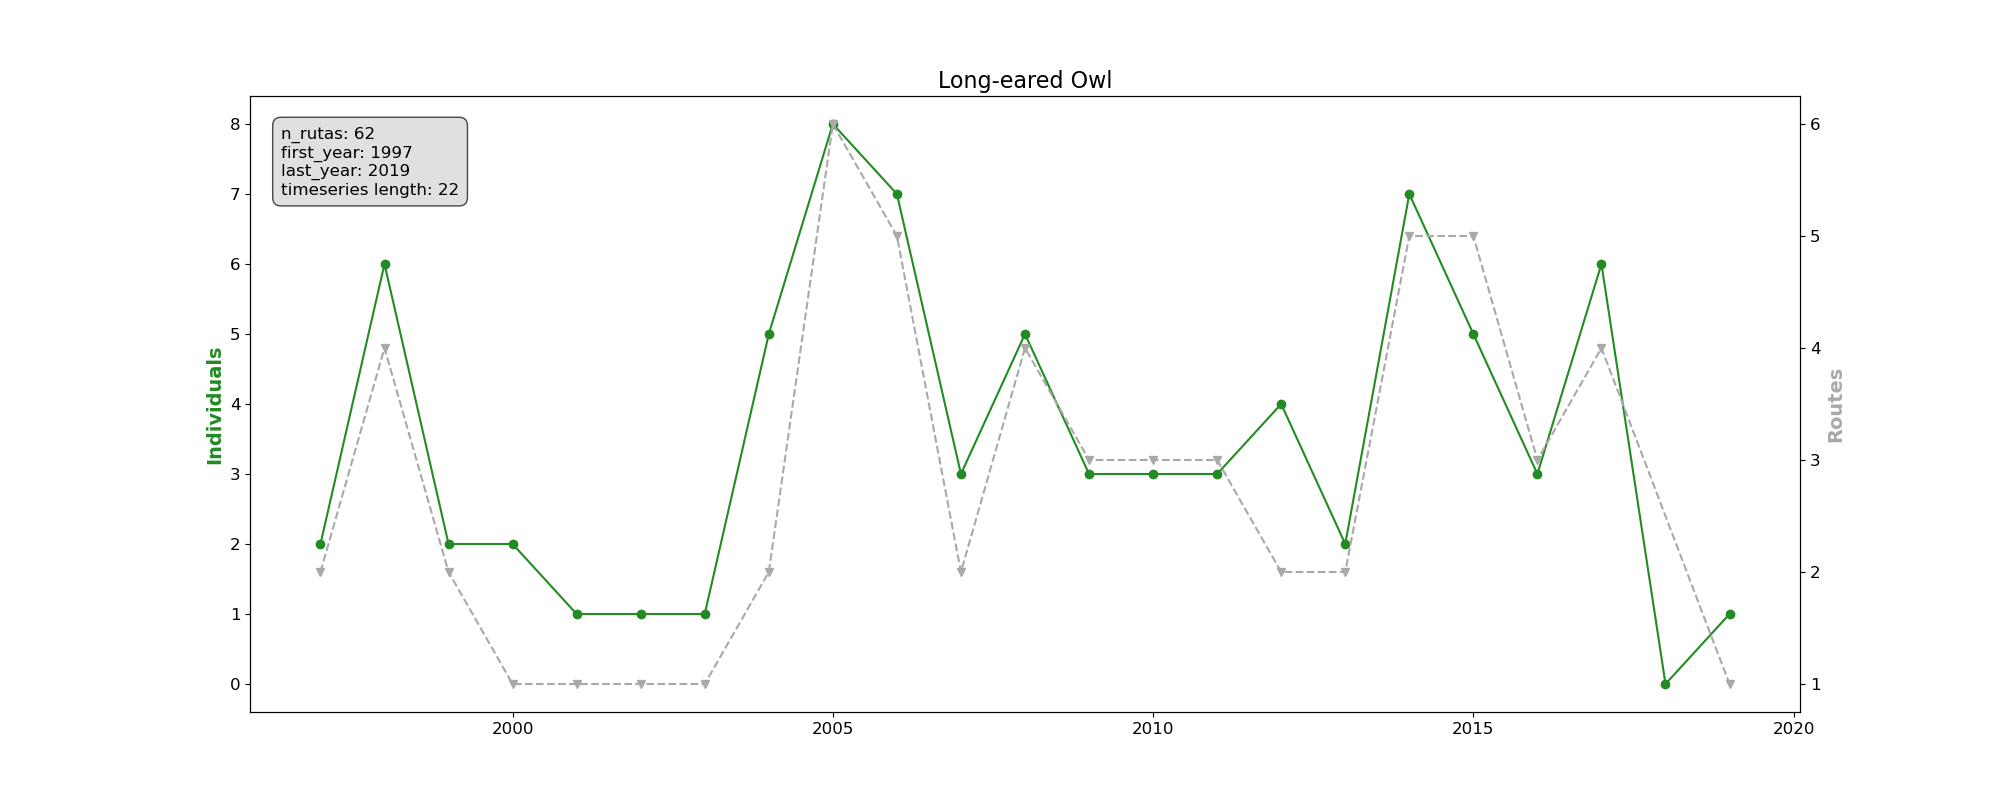 Long-eared Owl
n_rutas: 62
first_year: 1997
last_year: 2019
timeseries length: 22
Individuals
8
7
6
5
4
3
2
1
0
Routes
6
5
4
3
2
1
2000
2005
2010
2015
2020